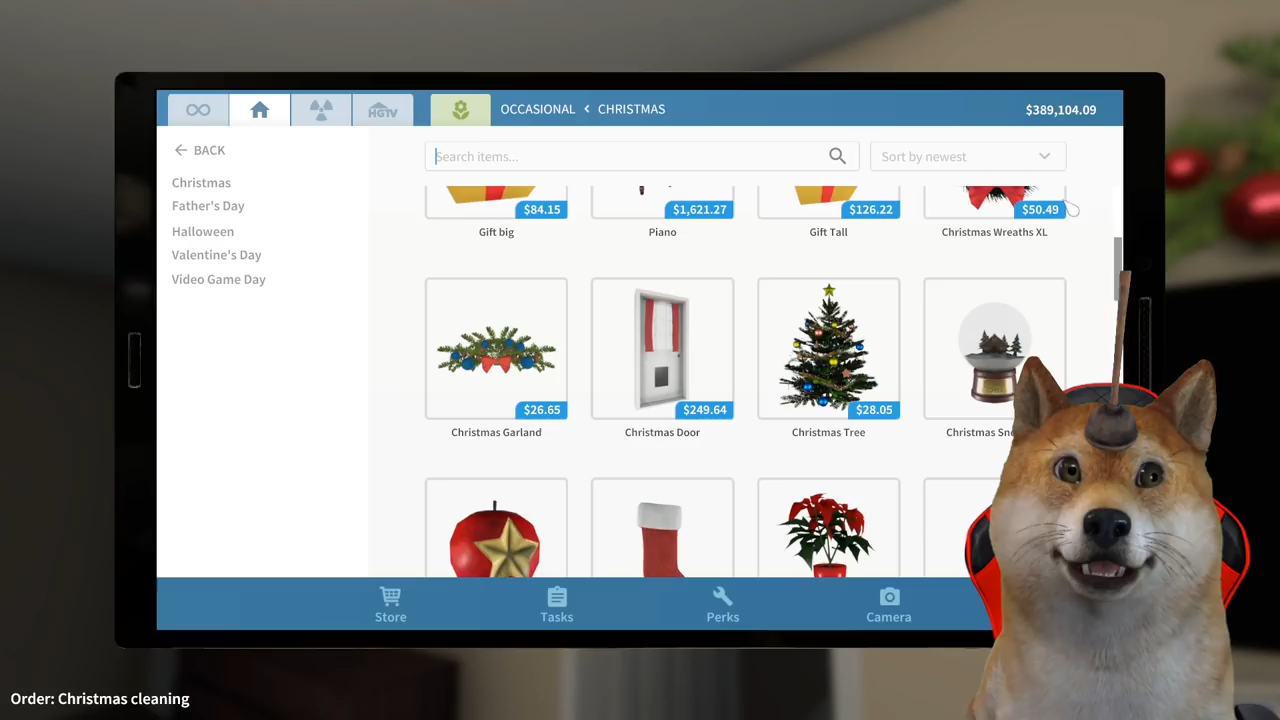 HGTV
OCCASIONAL < CHRISTMAS
$389,104.09
BACK
Search items...
Sort by newest
Christmas
Father's Day
Halloween
Valentine's Day
Video Game Day
$84.15
$1,621.27
$126.22
$50.49
Gift big
Piano
Gift Tall
Christmas Wreaths XL
$26.65
$249.64
$28.05
Christmas Garland
Christmas Door
Christmas Tree
Christmas
Store
Tasks
Perks
Camera
Order: Christmas cleaning